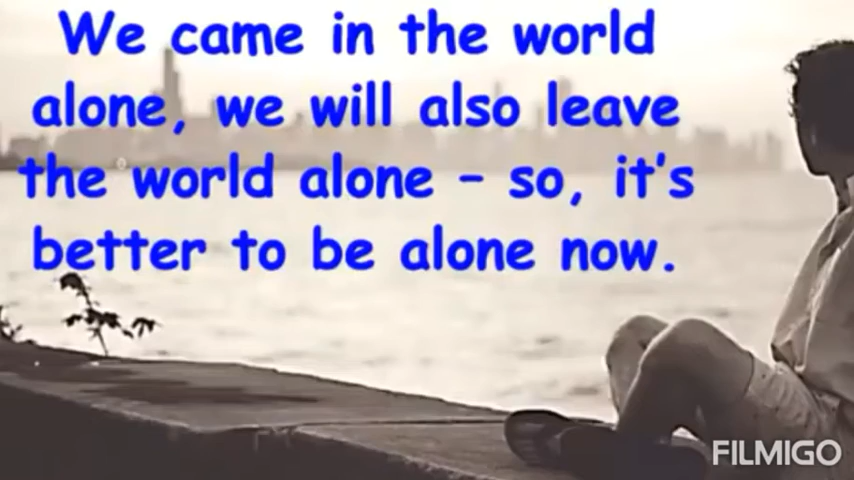 We came in the world
alone, we will also leave
the world alone – so, it's
better to be alone now.
FILMIGO